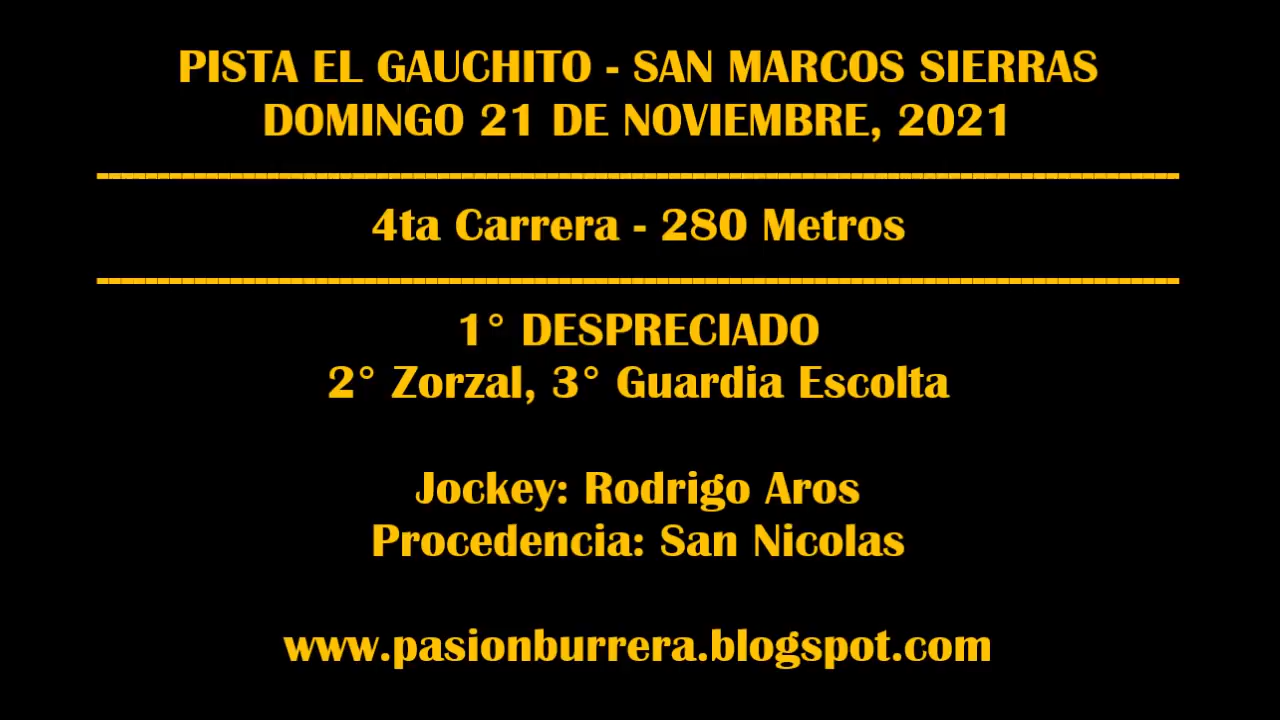 PISTA EL GAUCHITO - SAN MARCOS SIERRAS
DOMINGO 21 DE NOVIEMBRE, 2021
4ta Carrera - 280 Metros
1° DESPRECIADO
2° Zorzal, 3° Guardia Escolta
Jockey: Rodrigo Aros
Procedencia: San Nicolas
www.pasionburrera.blogspot.com